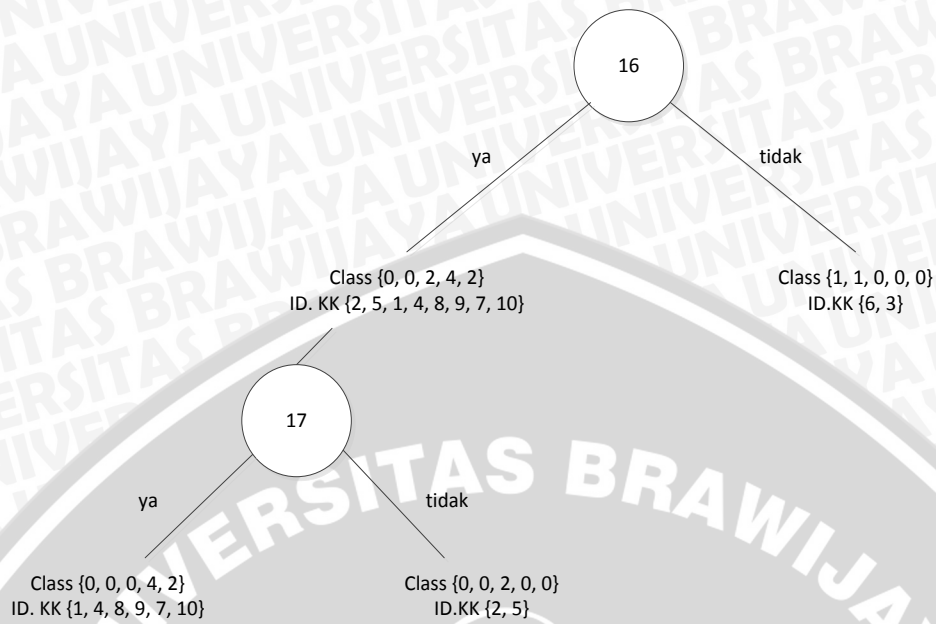 16
ya
tidak
Class {0, 0, 2, 4, 2}
ID. KK {2, 5, 1, 4, 8, 9, 7, 10}
Class {1, 1, 0, 0, 0}
ID.KK {6, 3}
17
ya
tidak
Class {0, 0, 0, 4, 2}
ID. KK {1, 4, 8, 9, 7, 10}
Class {0, 0, 2, 0, 0}
ID.KK {2, 5}
UNIVERSITAS BRAWIJAYA